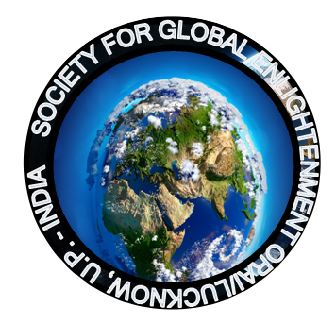 SOCIETY FOR GLOBAL ENLIGHTENMENT ORAI/LUCKNOW, U.P. - INDIA